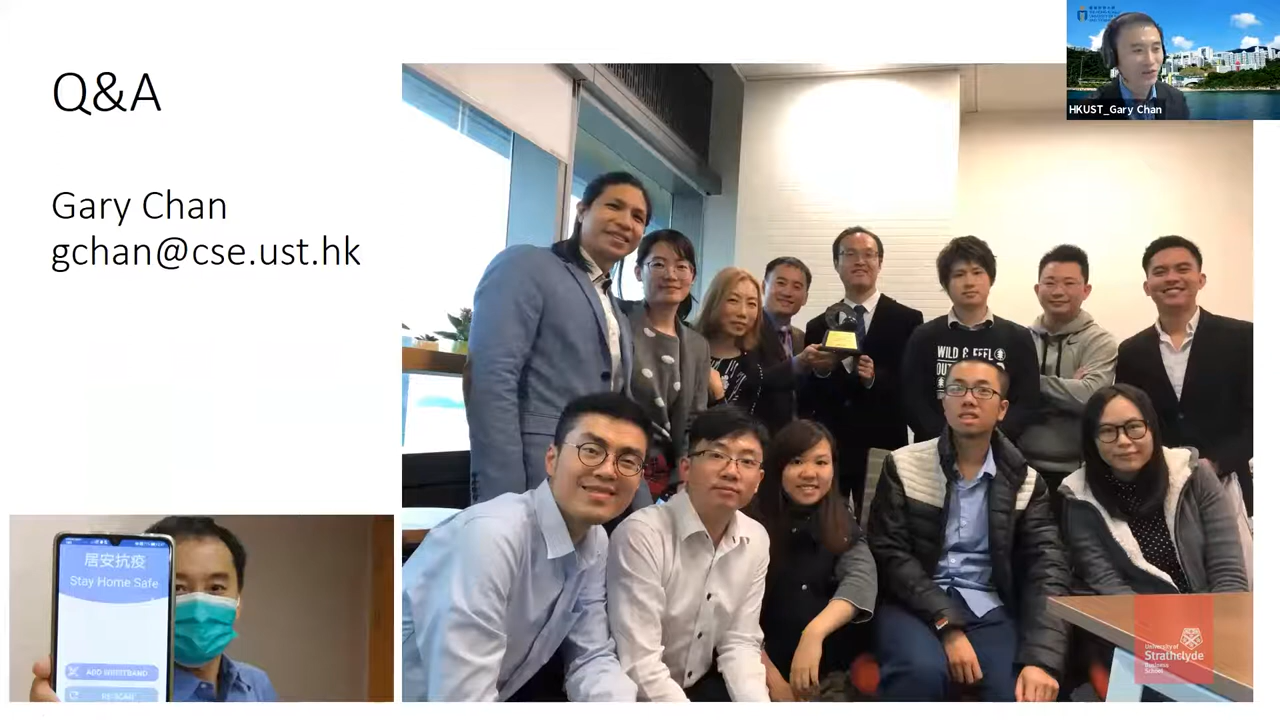 Q&A
Gary Chan
gchan@cse.ust.hk
HKUST_Gary Chan
WILD & FEEL
OUT
居安抗疫
Stay Home Safe
ADD WRISTBAND
University of
Strathclyde
Business
School